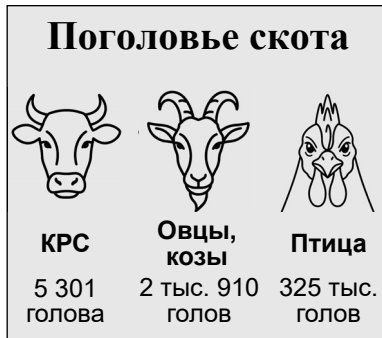 Поголовье скота
КРС
5 301
голова
Овцы,
козы
2 тыс. 910
голов
Птица
325 тыс.
голов